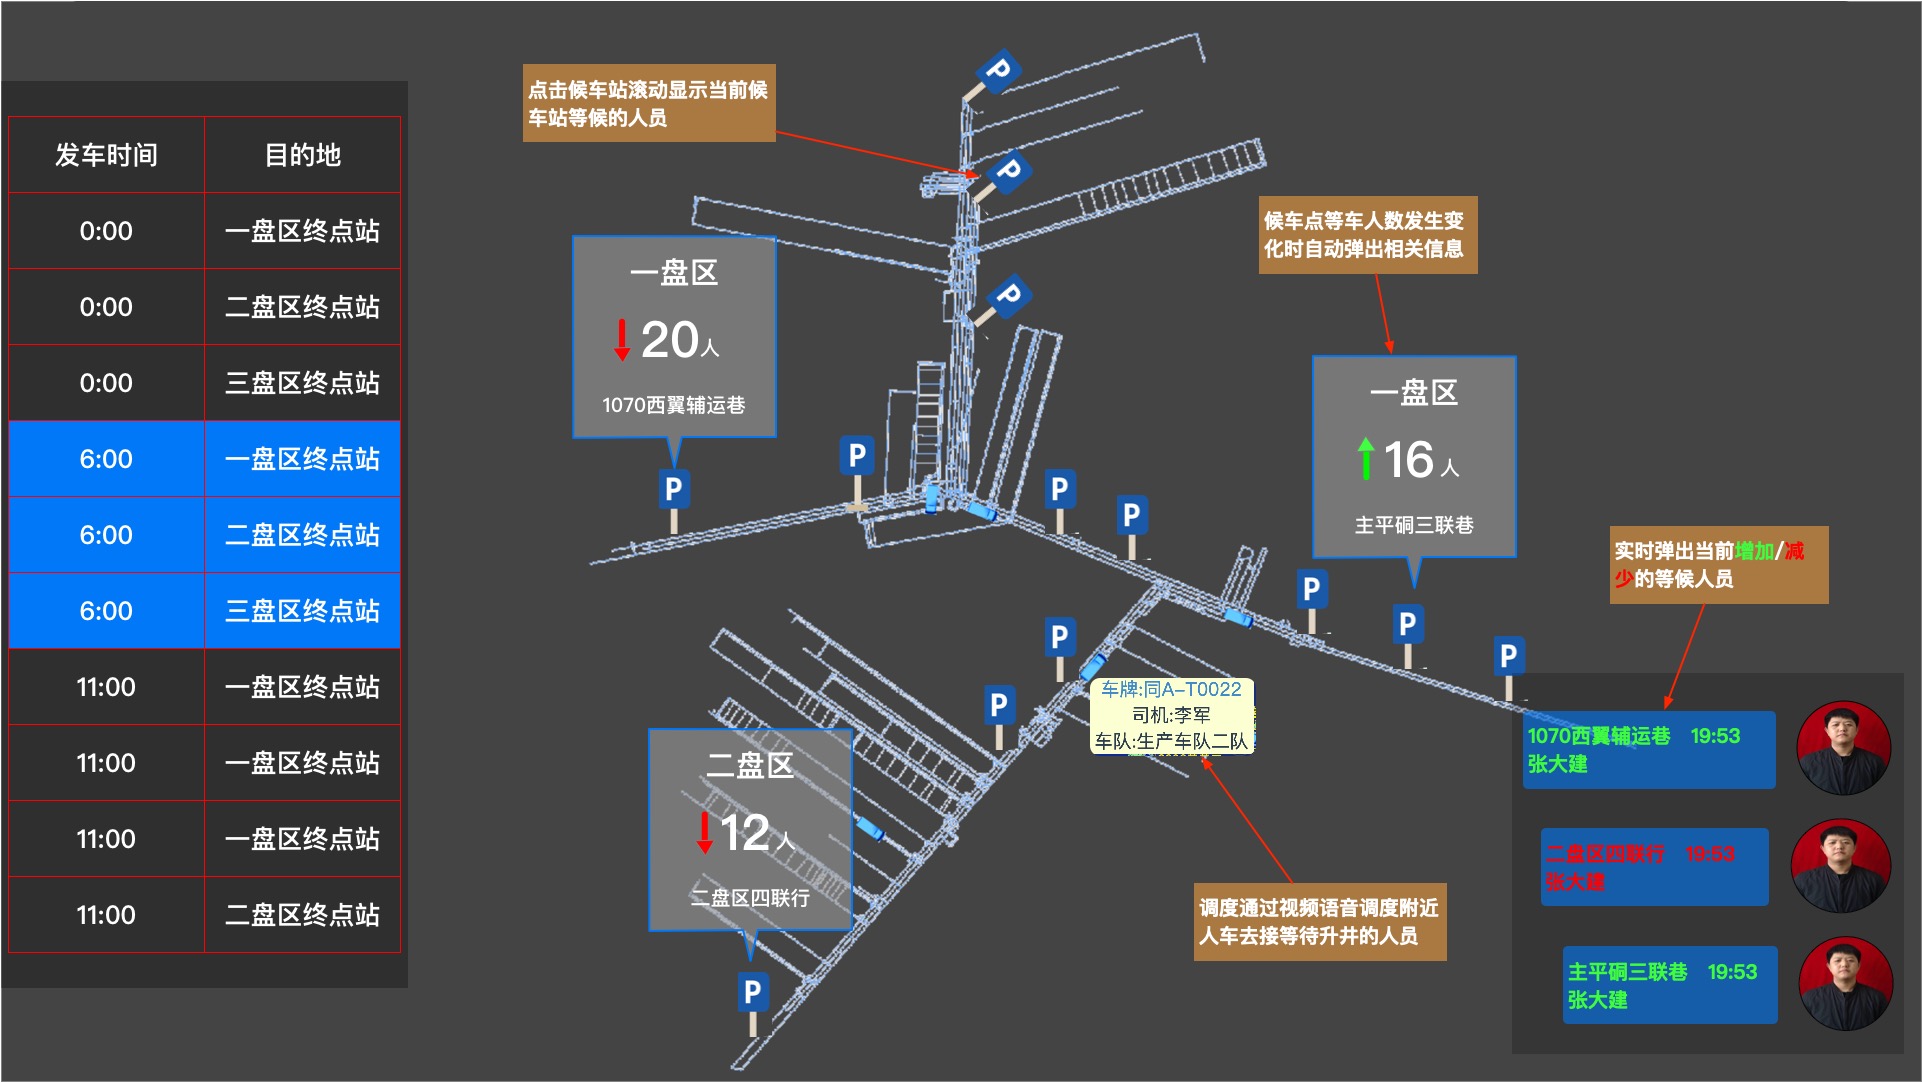 发车时间 目的地
0:00 一盘区终点站
0:00 二盘区终点站
0:00 三盘区终点站
6:00 一盘区终点站
6:00 二盘区终点站
6:00 三盘区终点站
11:00 一盘区终点站
11:00 一盘区终点站
11:00 一盘区终点站
11:00 二盘区终点站
点击候车站滚动显示当前候
车站等候的人员
P
P
P
一盘区
20人
1070西翼辅运巷
P
P
P
P
候车点等车人数发生变
化时自动弹出相关信息
一盘区
16人
主平硐三联巷
P
P
P
P
P
车牌:同A-T0022
司机:李军
车队:生产车队二队
二盘区
12人
二盘区四联行
P
调度通过视频语音调度附近
人车去接等待升井的人员
实时弹出当前增加/减
少的等候人员
1070西翼辅运巷 19:53
张大建
二盘区四联行 19:53
张大建
主平硐三联巷 19:53
张大建